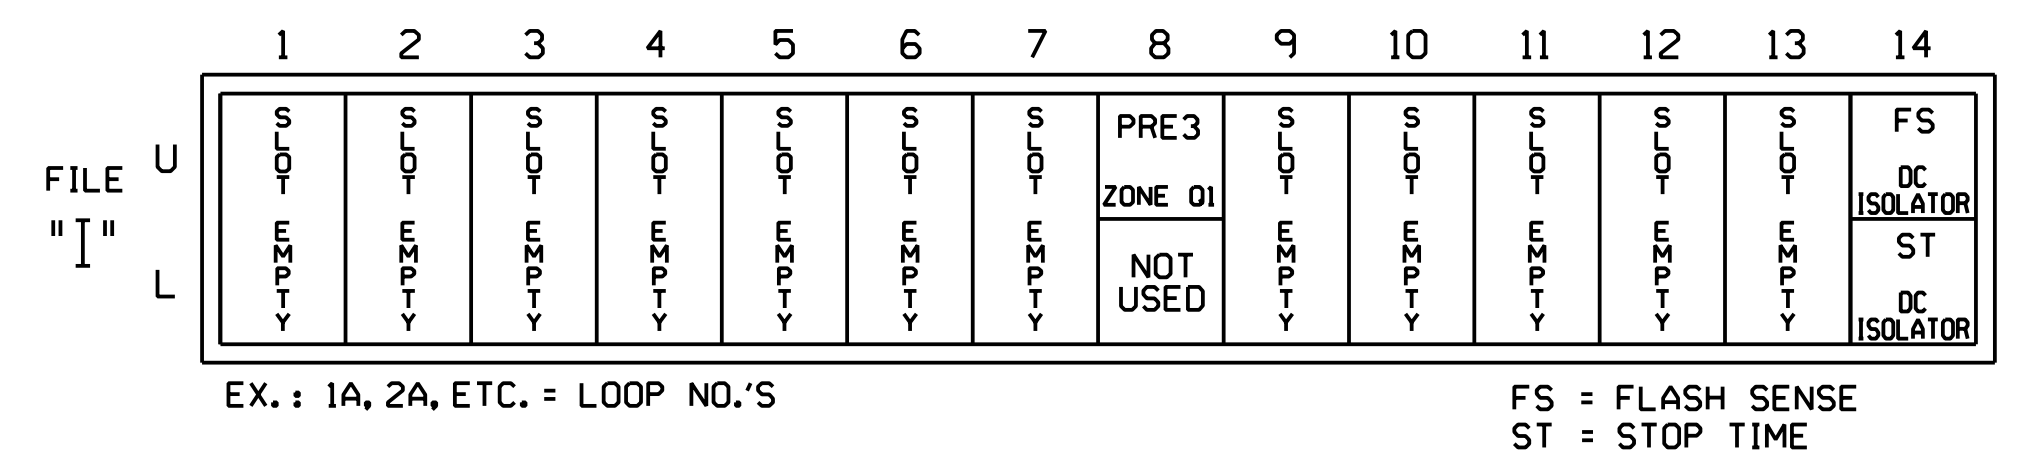 1 2 3 4 5 6 7 8 9 10 11 12 13 14
FILE
"I"
U
L
SLOT EMPTY
SLOT EMPTY
SLOT EMPTY
SLOT EMPTY
SLOT EMPTY
SLOT EMPTY
SLOT EMPTY
PRE3
ZONE Q1
NOT
USED
SLOT EMPTY
SLOT EMPTY
SLOT EMPTY
SLOT EMPTY
SLOT EMPTY
FS
DC
ISOLATOR
ST
DC
ISOLATOR
EX.: 1A, 2A, ETC. = LOOP NO.'S
FS = FLASH SENSE
ST = STOP TIME